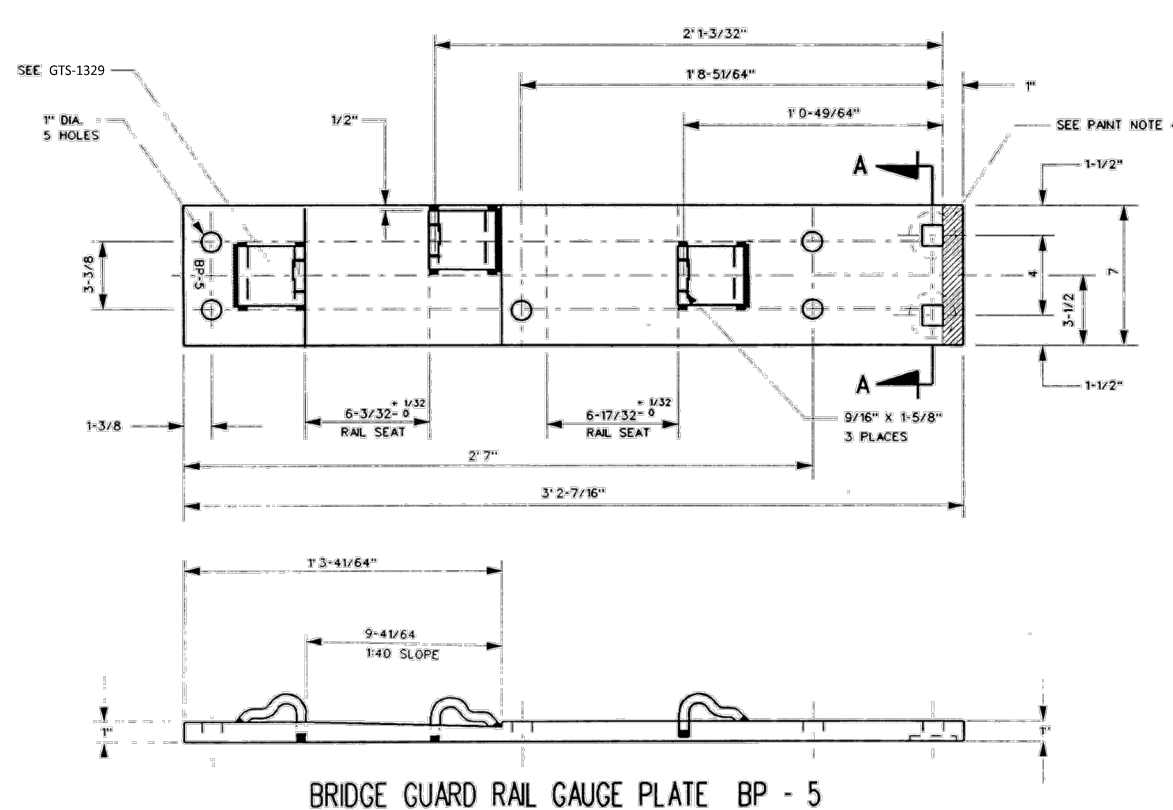 2' 1-3/32"
SEE GTS-1329
1' 8-51/64"
1"
1" DIA.
5 HOLES
1/2"
1' 0-49/64"
SEE PAINT NOTE
A
1-1/2"
3-3/8
BP-5
4
7
3-1/2
A
1-1/2"
1-3/8
6-3/32 + 1/32 - 0
RAIL SEAT
6-17/32 + 1/32 - 0
RAIL SEAT
9/16" X 1-5/8"
3 PLACES
2' 7"
3' 2-7/16"
1' 3-41/64"
9-41/64
1:40 SLOPE
1"
1"
BRIDGE GUARD RAIL GAUGE PLATE BP - 5